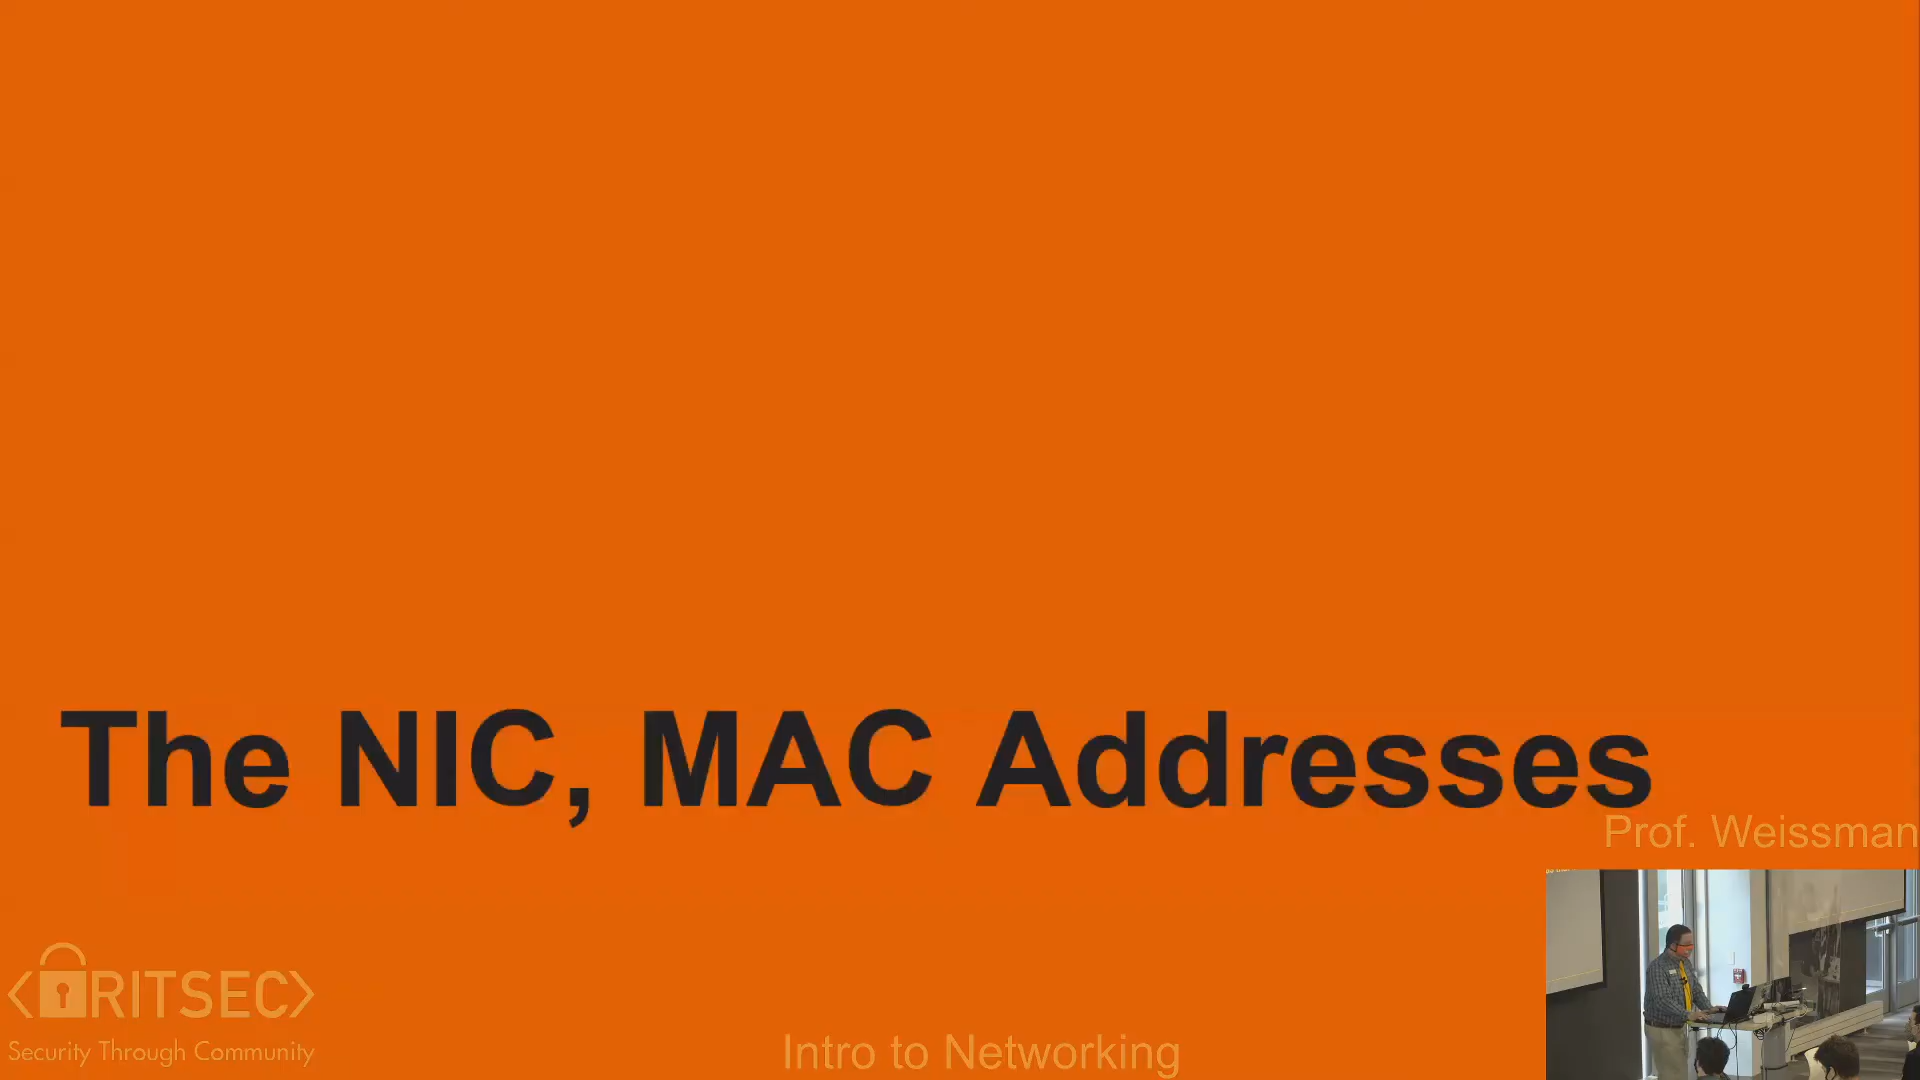 The NIC, MAC Addresses
Prof. Weissman
RITSEC
Security Through Community
Intro to Networking